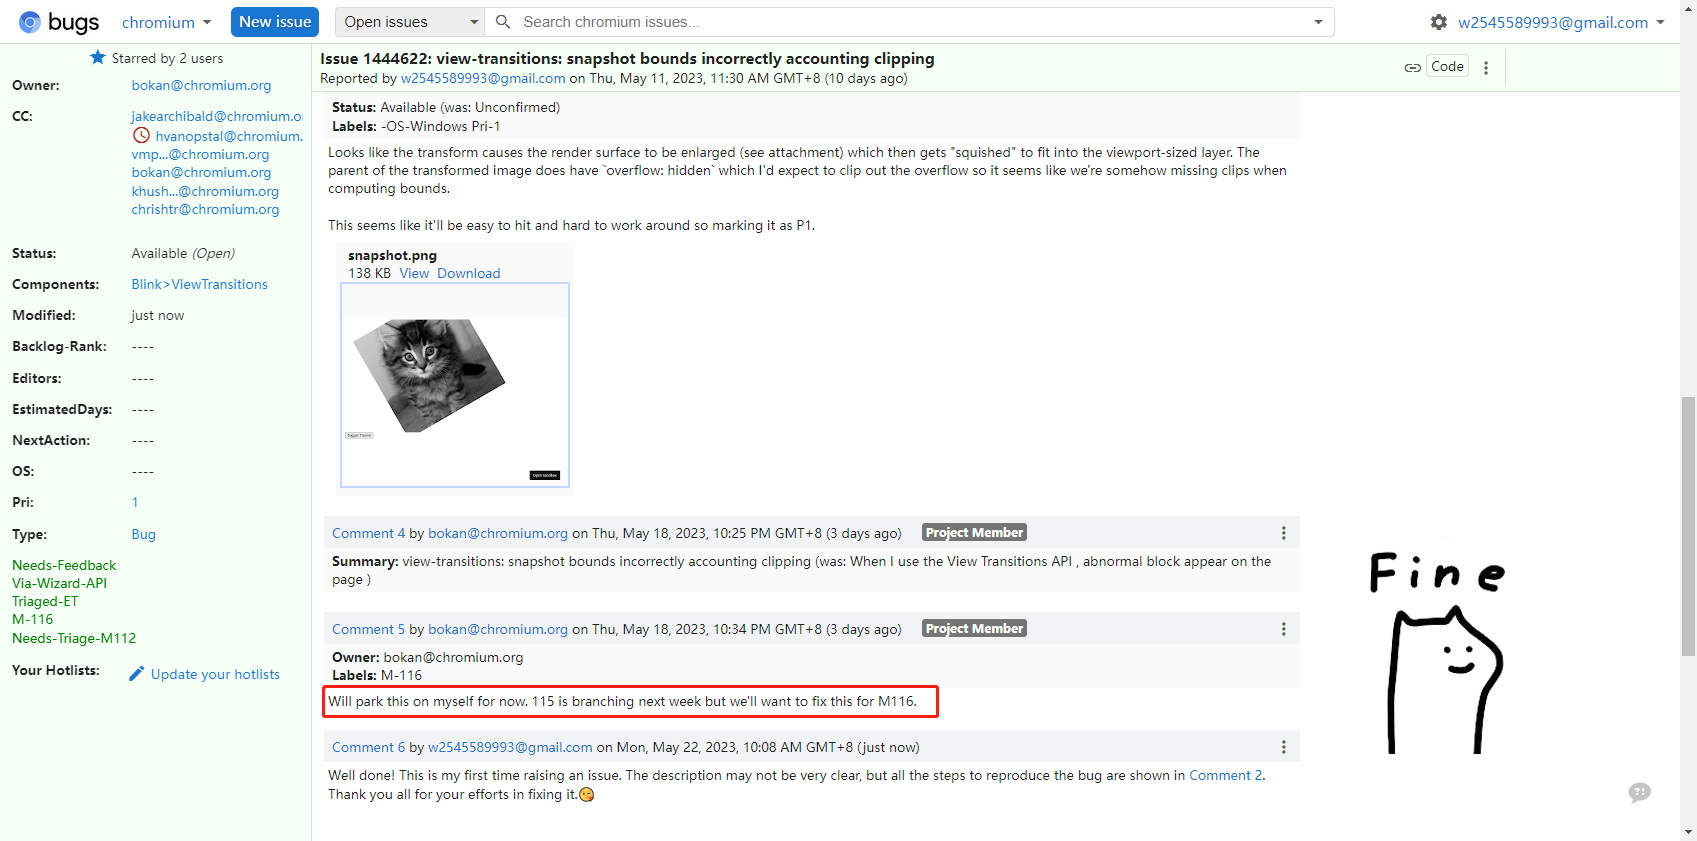 bugs chromium New issue Open issues Search chromium issues... w2545589993@gmail.com
Starred by 2 users
Owner: bokan@chromium.org
CC: jakearchibald@chromium.o
hvanopstal@chromium.
vmp...@chromium.org
bokan@chromium.org
khush...@chromium.org
chrishtr@chromium.org
Status: Available (Open)
Components: Blink>ViewTransitions
Modified: just now
Backlog-Rank: ----
Editors: ----
EstimatedDays: ----
NextAction: ----
OS: ----
Pri: 1
Type: Bug
Needs-Feedback
Via-Wizard-API
Triaged-ET
M-116
Needs-Triage-M112
Your Hotlists: Update your hotlists
Issue 1444622: view-transitions: snapshot bounds incorrectly accounting clipping
Reported by w2545589993@gmail.com on Thu, May 11, 2023, 11:30 AM GMT+8 (10 days ago)
Code
Status: Available (was: Unconfirmed)
Labels: -OS-Windows Pri-1
Looks like the transform causes the render surface to be enlarged (see attachment) which then gets "squished" to fit into the viewport-sized layer. The
parent of the transformed image does have `overflow: hidden` which I'd expect to clip out the overflow so it seems like we're somehow missing clips when
computing bounds.
This seems like it'll be easy to hit and hard to work around so marking it as P1.
snapshot.png
138 KB View Download
Toggle Theme
Open Sandbox
Comment 4 by bokan@chromium.org on Thu, May 18, 2023, 10:25 PM GMT+8 (3 days ago) Project Member
Summary: view-transitions: snapshot bounds incorrectly accounting clipping (was: When I use the View Transitions API , abnormal block appear on the
page )
Comment 5 by bokan@chromium.org on Thu, May 18, 2023, 10:34 PM GMT+8 (3 days ago) Project Member
Owner: bokan@chromium.org
Labels: M-116
Will park this on myself for now. 115 is branching next week but we'll want to fix this for M116.
Comment 6 by w2545589993@gmail.com on Mon, May 22, 2023, 10:08 AM GMT+8 (just now)
Well done! This is my first time raising an issue. The description may not be very clear, but all the steps to reproduce the bug are shown in Comment 2.
Thank you all for your efforts in fixing it.😋
Fine
?!